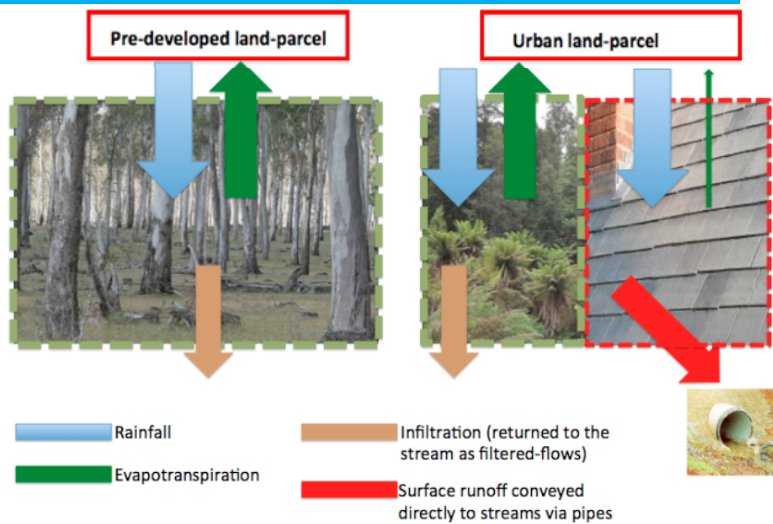 Pre-developed land-parcel
Urban land-parcel
Rainfall
Evapotranspiration
Infiltration (returned to the
stream as filtered-flows)
Surface runoff conveyed
directly to streams via pipes